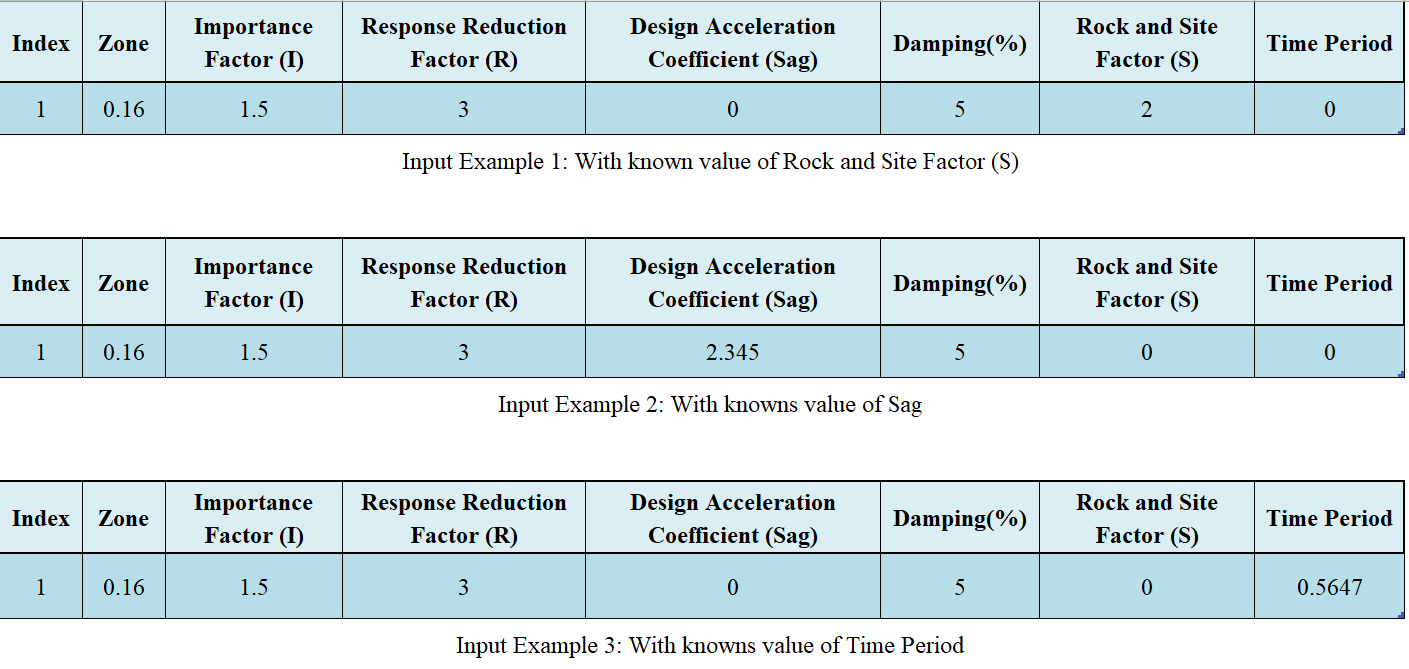 Index Zone Importance Factor (I) Response Reduction Factor (R) Design Acceleration Coefficient (Sag) Damping(%) Rock and Site Factor (S) Time Period
1 0.16 1.5 3 0 5 2 0
Input Example 1: With known value of Rock and Site Factor (S)
Index Zone Importance Factor (I) Response Reduction Factor (R) Design Acceleration Coefficient (Sag) Damping(%) Rock and Site Factor (S) Time Period
1 0.16 1.5 3 2.345 5 0 0
Input Example 2: With knowns value of Sag
Index Zone Importance Factor (I) Response Reduction Factor (R) Design Acceleration Coefficient (Sag) Damping(%) Rock and Site Factor (S) Time Period
1 0.16 1.5 3 0 5 0 0.5647
Input Example 3: With knowns value of Time Period